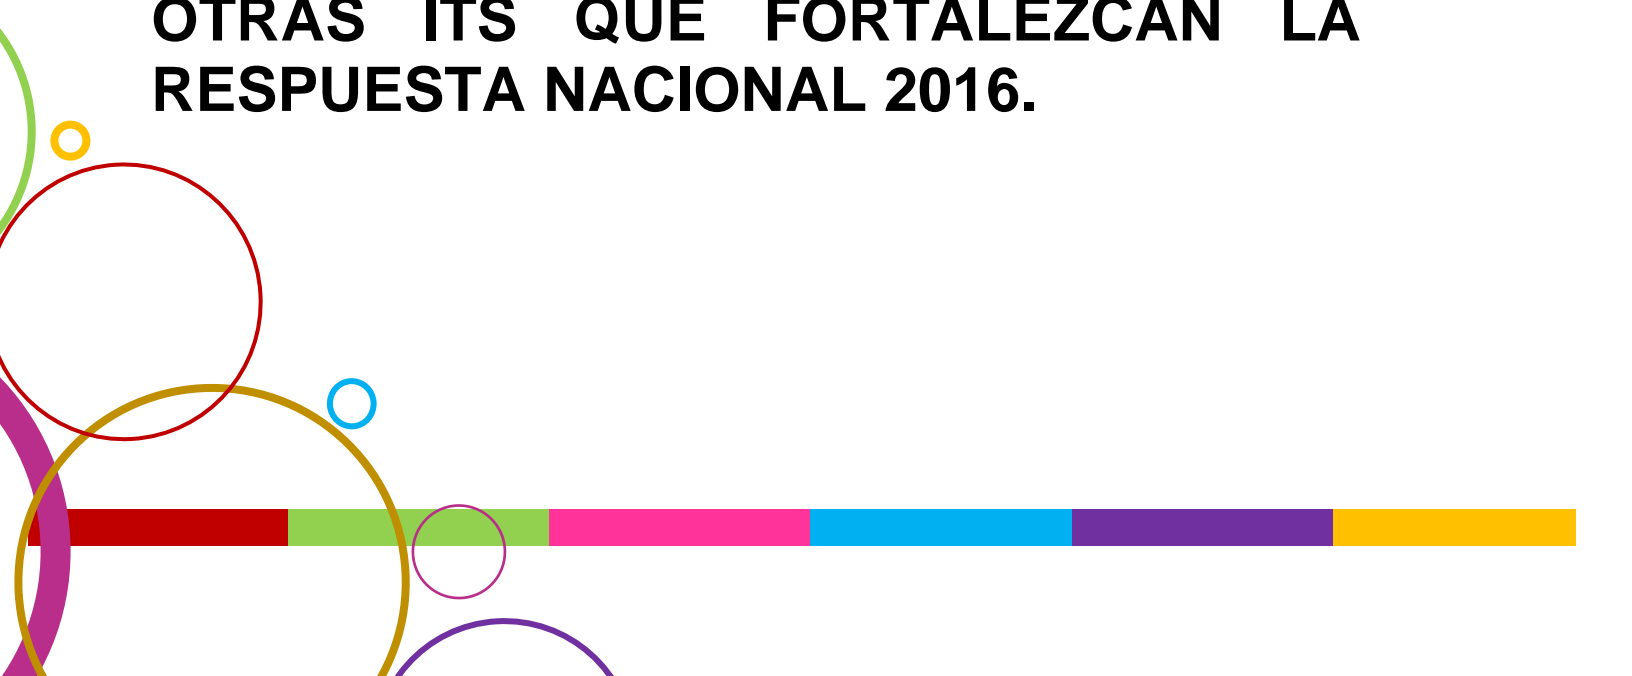 OTRAS ITS QUE FORTALEZCAN LA
RESPUESTA NACIONAL 2016.